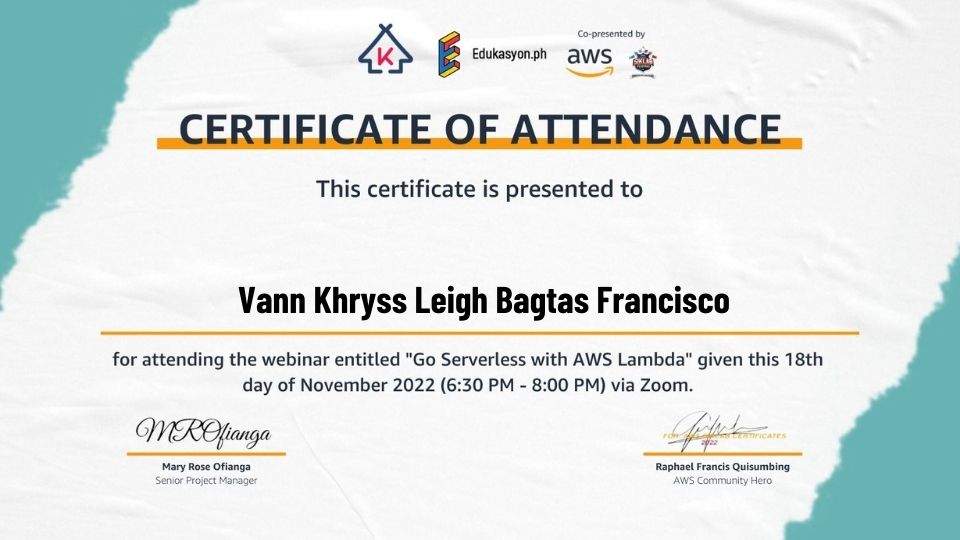 Co-presented by
K
Edukasyon.ph
aws
CERTIFICATE OF ATTENDANCE
This certificate is presented to
Vann Khryss Leigh Bagtas Francisco
for attending the webinar entitled "Go Serverless with AWS Lambda" given this 18th
day of November 2022 (6:30 PM - 8:00 PM) via Zoom.
MROfianga
2022
Mary Rose Ofianga
Raphael Francis Quisumbing
Senior Project Manager
AWS Community Hero